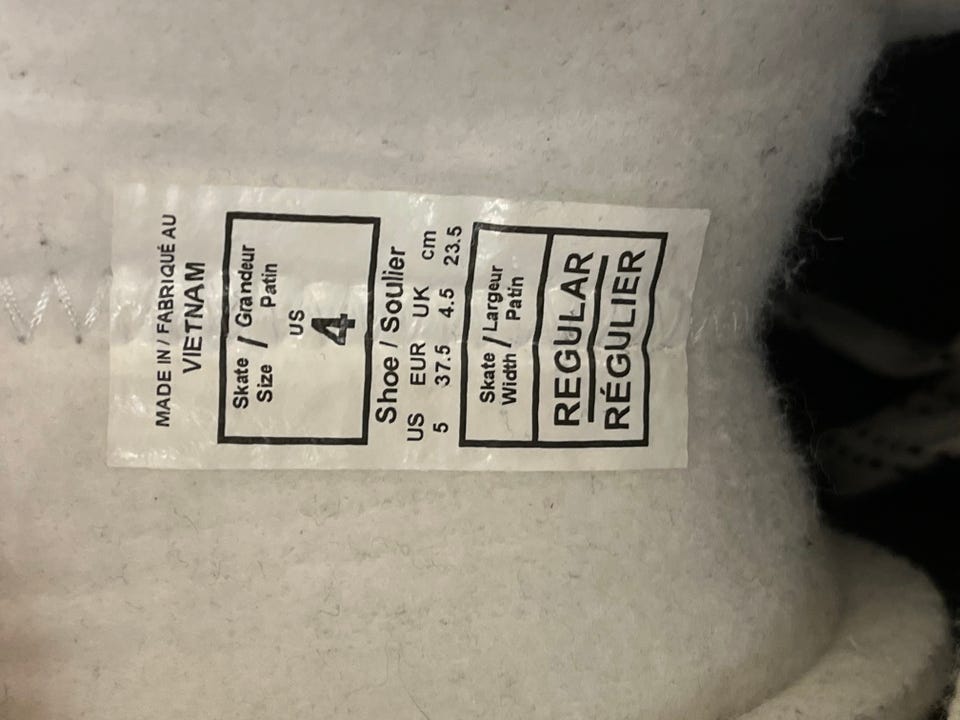 MADE IN / FABRIQUÉ AU
VIETNAM
Skate / Grandeur
Size / Patin
US
4
Shoe / Soulier
US EUR UK cm
5 37.5 4.5 23.5
Skate / Largeur
Width / Patin
REGULAR
RÉGULIER